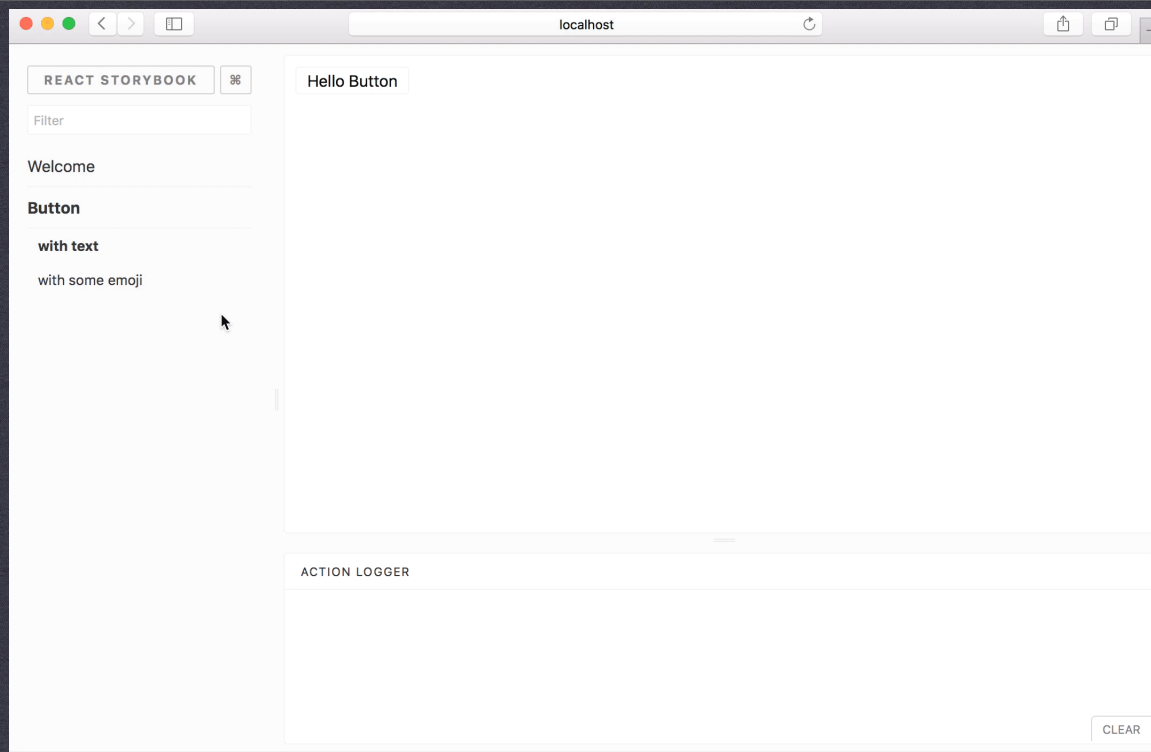 localhost
REACT STORYBOOK ⌘
Filter
Welcome
Button
with text
with some emoji
Hello Button
ACTION LOGGER
CLEAR